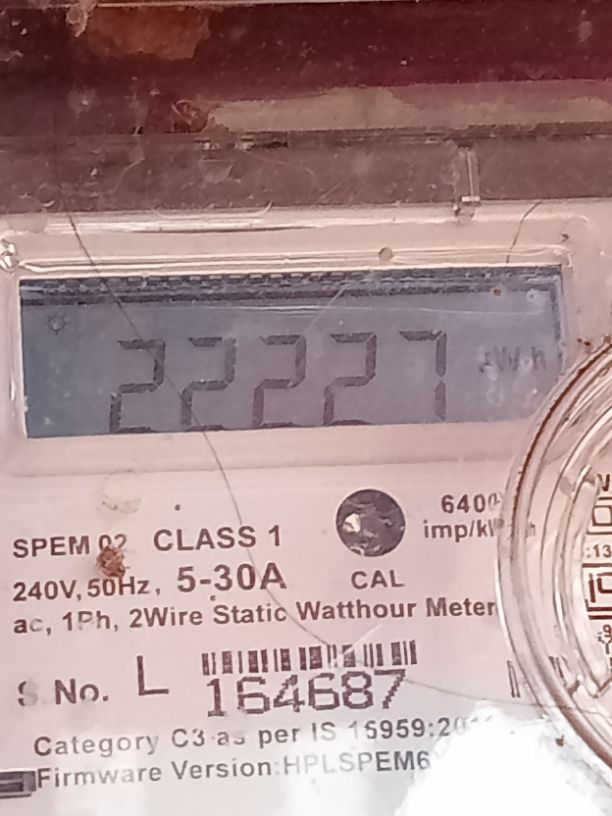 22227 kWh
6400
imp/kWh
SPEM 02 CLASS 1
240V, 50Hz, 5-30A
CAL
ac, 1Ph, 2Wire Static Watthour Meter
S. No. L 164687
Category C3 as per IS 15959:20
Firmware Version:HPLSPEM6